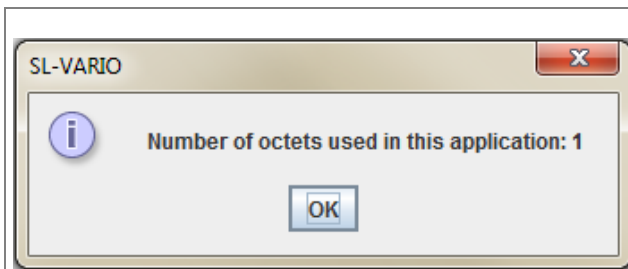 SL-VARIO
Number of octets used in this application: 1
OK